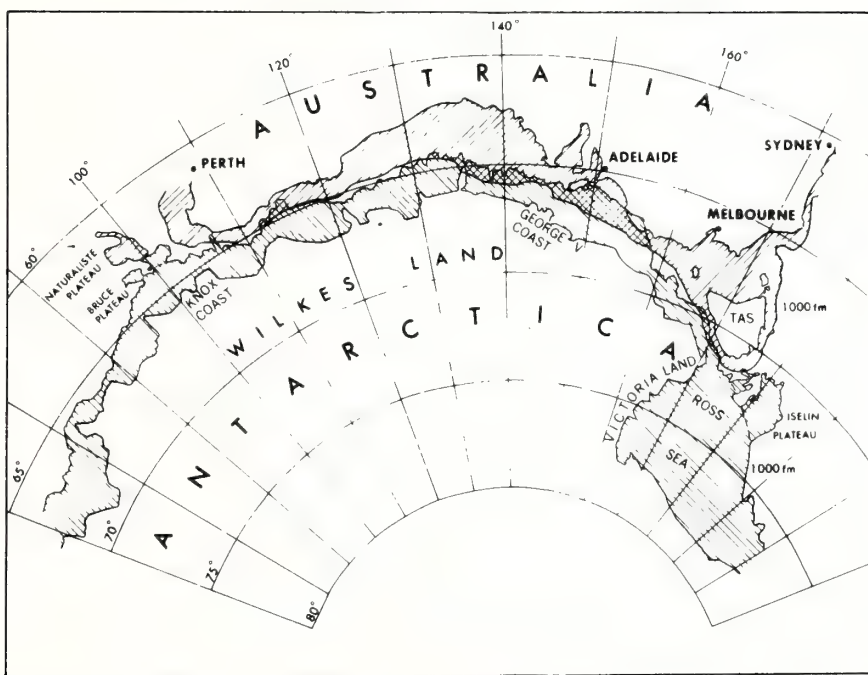 140°
120°
160°
AUSTRALIA
100°
PERTH
ADELAIDE
SYDNEY
MELBOURNE
60°
NATURALISTE
PLATEAU
BRUCE
PLATEAU
KNOX
COAST
GEORGE V
COAST
WILKES LAND
TAS
1000 fm
ANTARCTICA
VICTORIA LAND
ROSS
SEA
ISELIN
PLATEAU
1000 fm
65°
70°
75°
80°